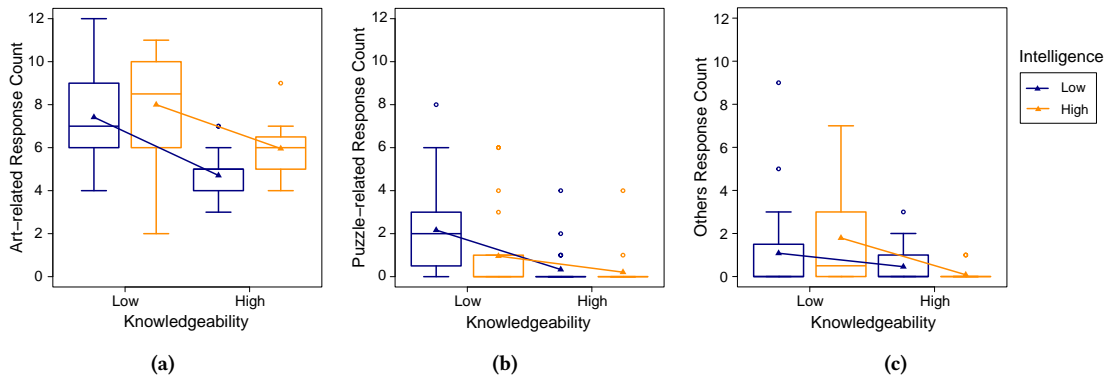 Art−related Response Count
12
10
8
6
4
2
0
Low
High
Knowledgeability
(a)
Puzzle−related Response Count
12
10
8
6
4
2
0
Low
High
Knowledgeability
(b)
Others Response Count
12
10
8
6
4
2
0
Low
High
Knowledgeability
(c)
Intelligence
Low
High